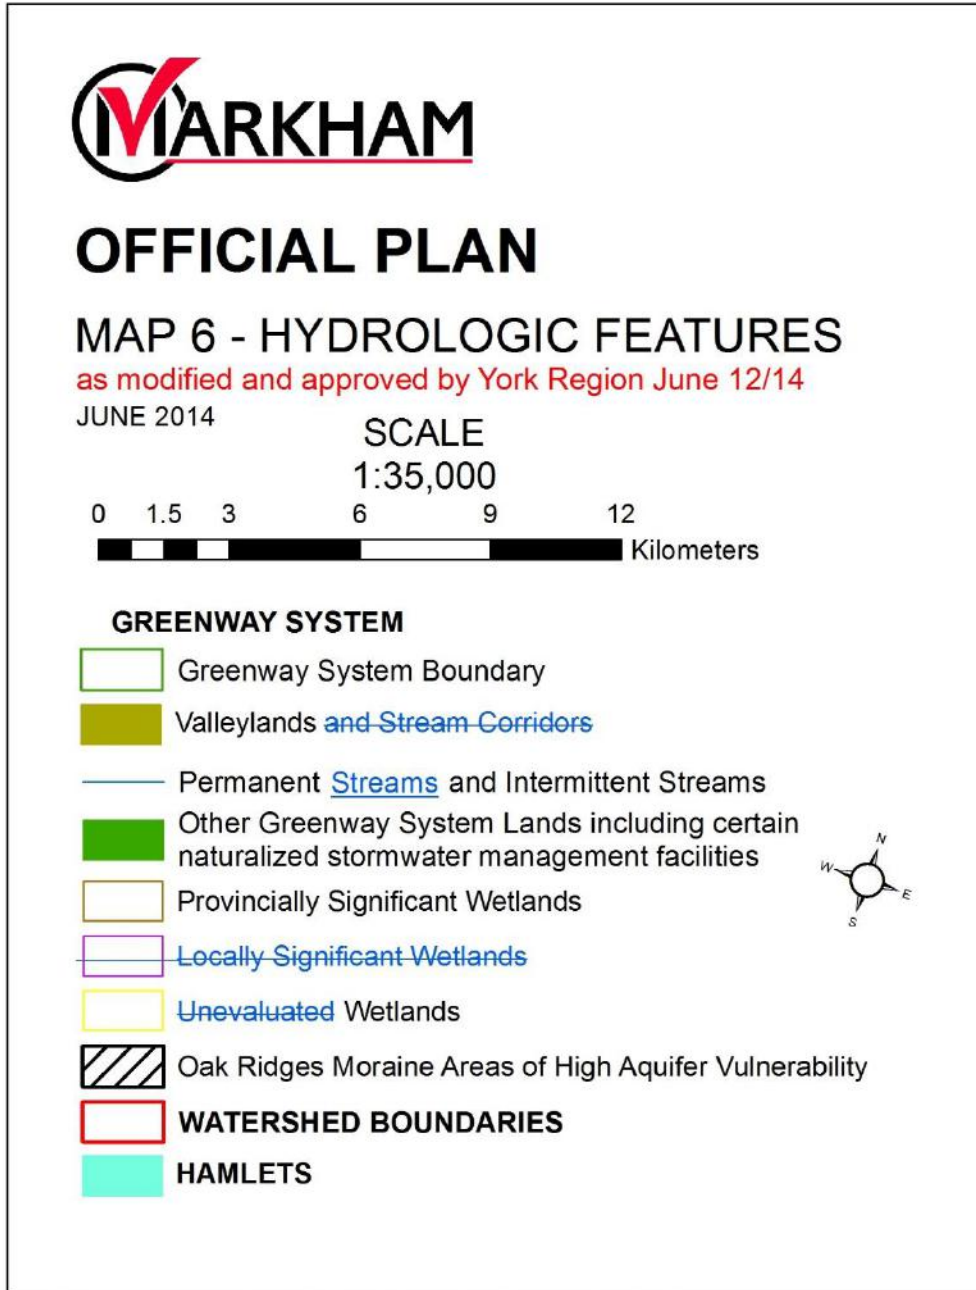 MARKHAM
OFFICIAL PLAN
MAP 6 - HYDROLOGIC FEATURES
as modified and approved by York Region June 12/14
JUNE 2014
SCALE
1:35,000
0 1.5 3 6 9 12
Kilometers
GREENWAY SYSTEM
Greenway System Boundary
Valleylands and Stream Corridors
Permanent Streams and Intermittent Streams
Other Greenway System Lands including certain
naturalized stormwater management facilities
N
W
E
S
Provincially Significant Wetlands
Locally Significant Wetlands
Unevaluated Wetlands
Oak Ridges Moraine Areas of High Aquifer Vulnerability
WATERSHED BOUNDARIES
HAMLETS